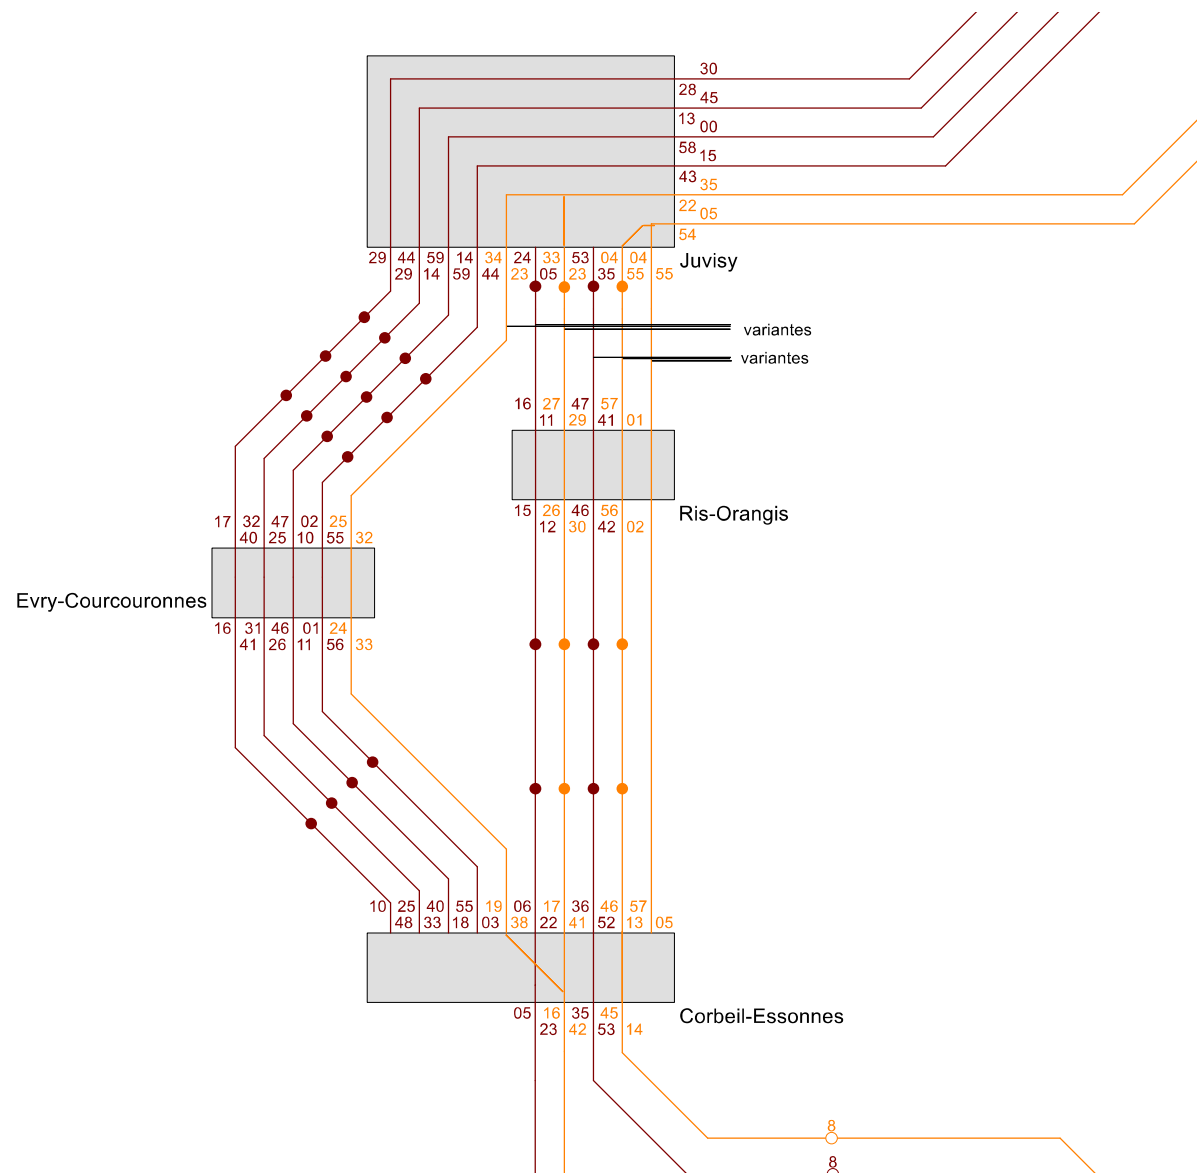 30
28 45
13 00
58 15
43 35
22 05
54
Juvisy
29 44 59 14 34 24 33 53 04 04
29 14 59 44 23 05 23 35 55 55
variantes
variantes
16 27 47 57
11 29 41 01
15 26 46 56
12 30 42 02
Ris-Orangis
17 32 47 02 25
40 25 10 55 32
Evry-Courcouronnes
16 31 46 01 24
41 26 11 56 33
10 25 40 55 19 06 17 36 46 57
48 33 18 03 38 22 41 52 13 05
05 16 35 45
23 42 53 14
Corbeil-Essonnes
8
8